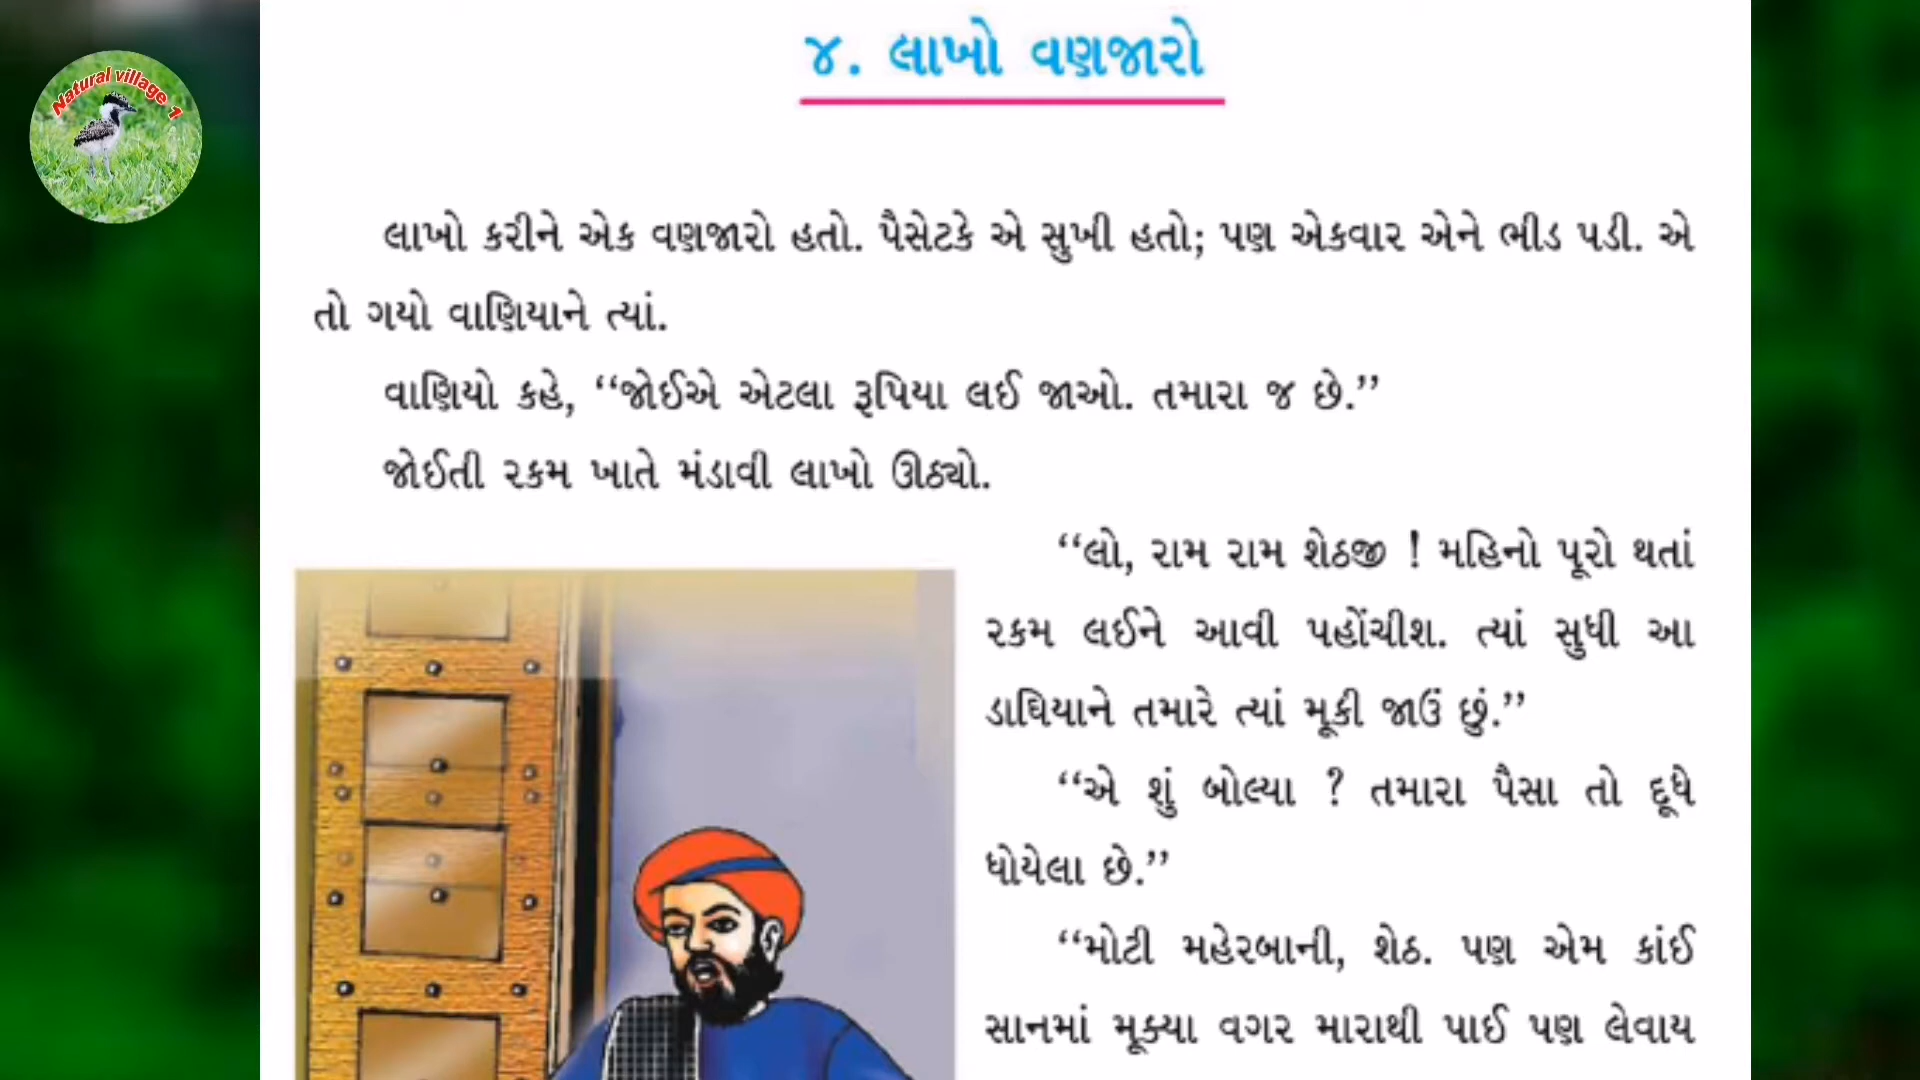 Natural village 1
૪. લાખો વણજારો
લાખો કરીને એક વણજારો હતો. પૈસેટકે એ સુખી હતો; પણ એકવાર એને ભીડ પડી. એ
તો ગયો વાણિયાને ત્યાં.
વાણિયો કહે, ‘‘જોઈએ એટલા રૂપિયા લઈ જાઓ. તમારા જ છે.’’
જોઈતી રકમ ખાતે મંડાવી લાખો ઊઠ્યો.
‘‘લો, રામ રામ શેઠજી ! મહિનો પૂરો થતાં
રકમ લઈને આવી પહોંચીશ. ત્યાં સુધી આ
ડાઘિયાને તમારે ત્યાં મૂકી જાઉં છું.’’
‘‘એ શું બોલ્યા ? તમારા પૈસા તો દૂધે
ધોયેલા છે.’’
‘‘મોટી મહેરબાની, શેઠ. પણ એમ કાંઈ
સાનમાં મૂક્યા વગર મારાથી પાઈ પણ લેવાય